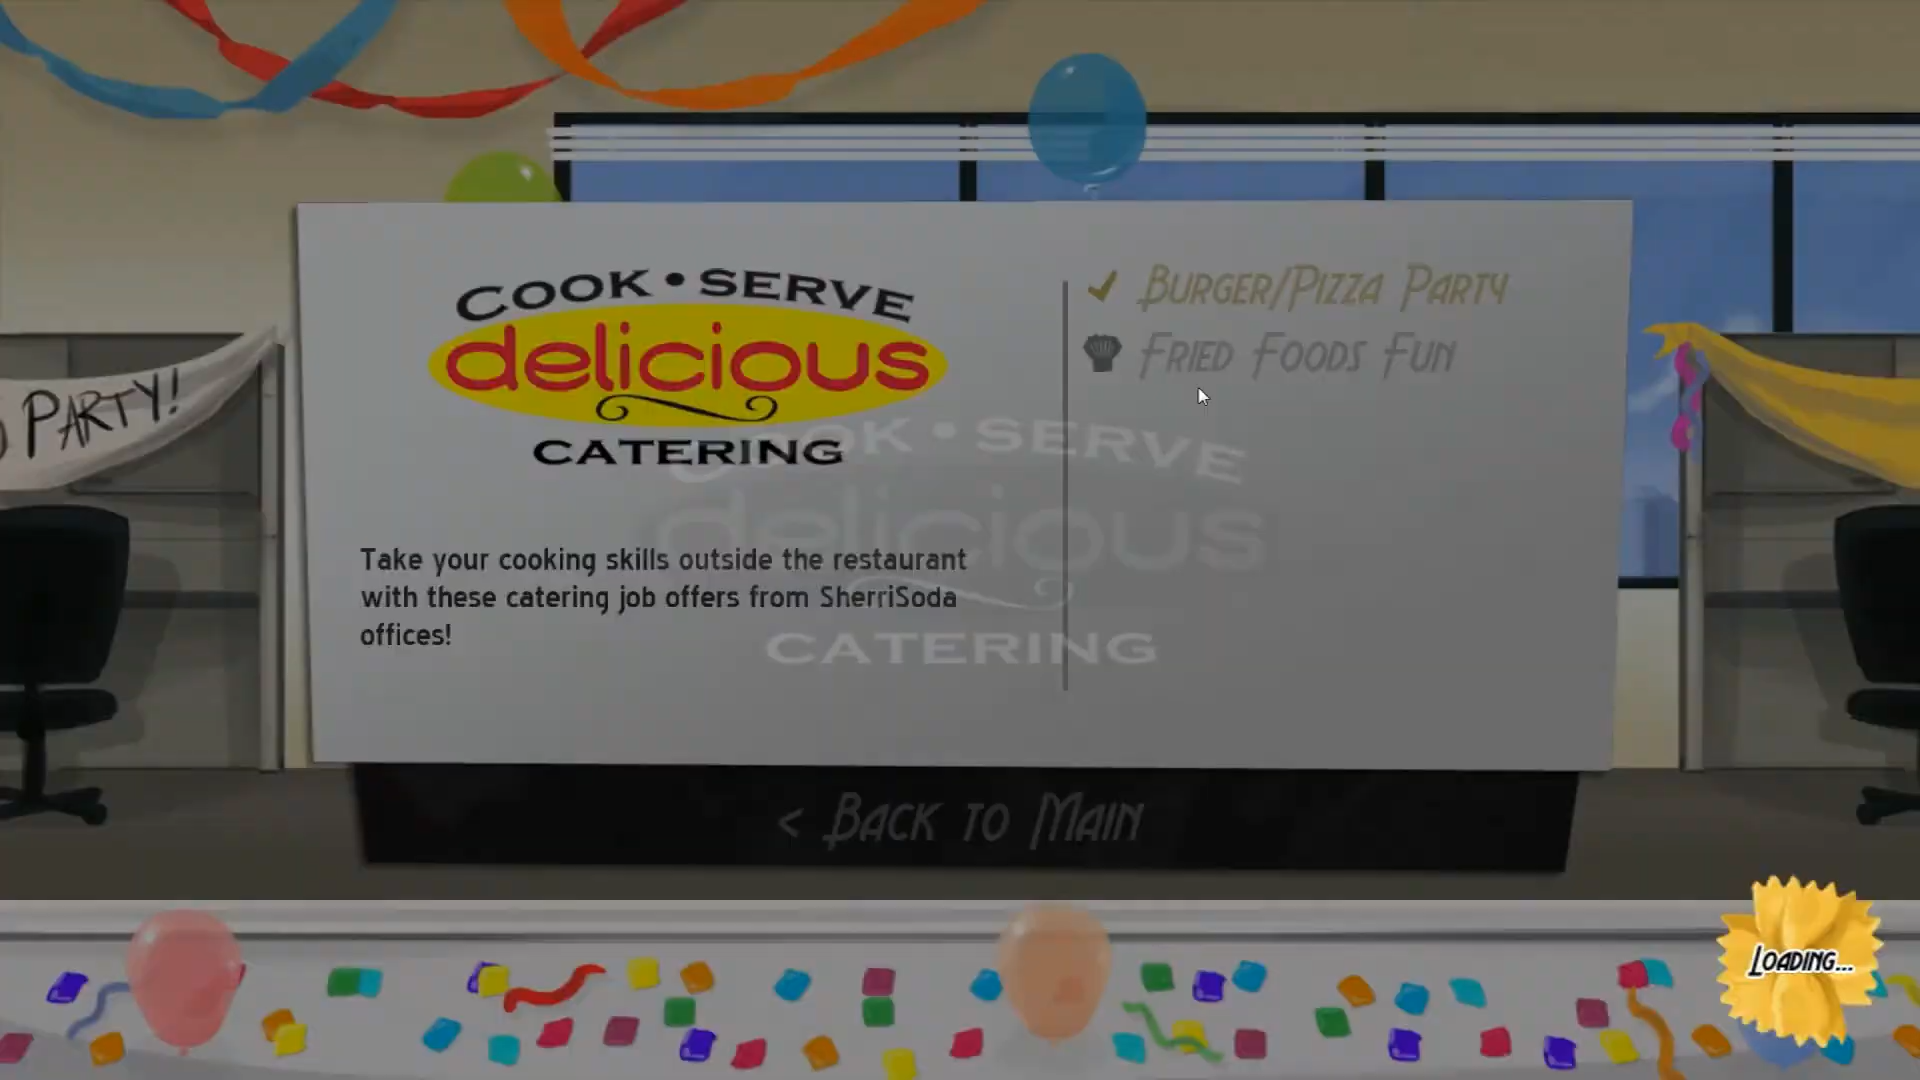 PARTY!
COOK • SERVE
delicious
CATERING
Take your cooking skills outside the restaurant
with these catering job offers from SherriSoda
offices!
BURGER/PIZZA PARTY
FRIED FOODS FUN
COOK • SERVE
delicious
CATERING
< BACK TO MAIN
LOADING...